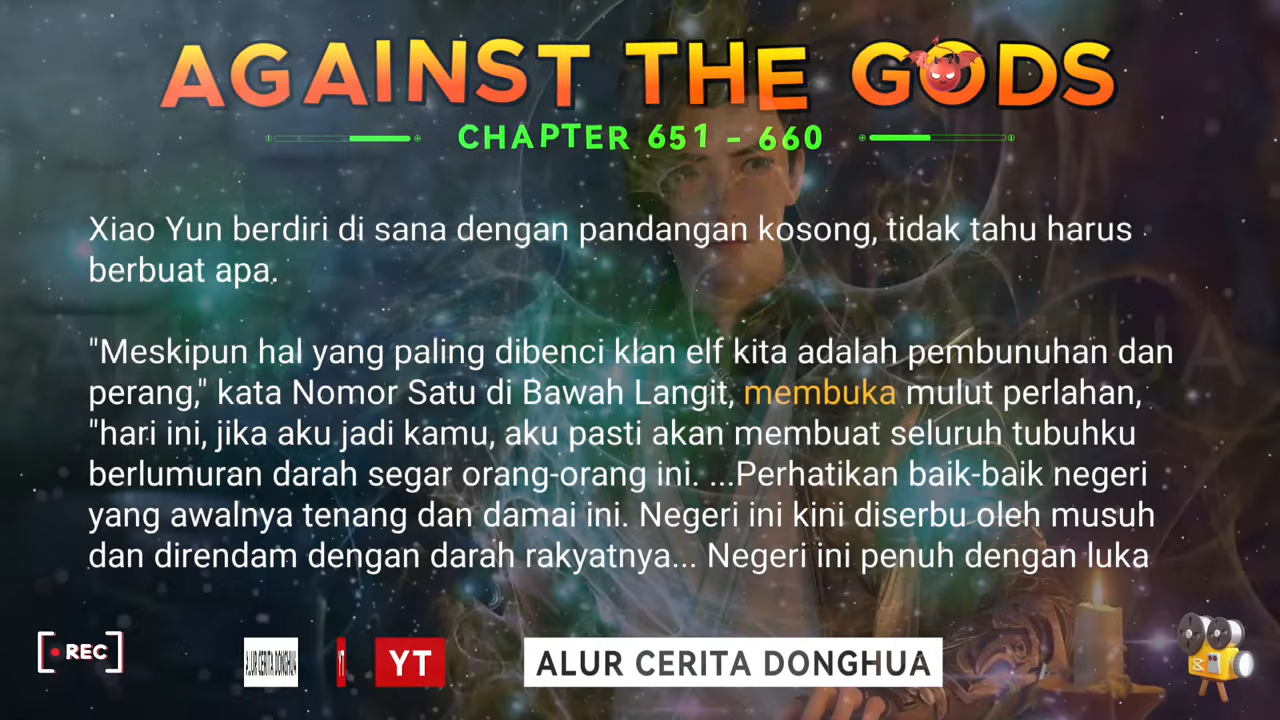 AGAINST THE GODS
CHAPTER 651 - 660
Xiao Yun berdiri di sana dengan pandangan kosong, tidak tahu harus
berbuat apa.
"Meskipun hal yang paling dibenci klan elf kita adalah pembunuhan dan
perang," kata Nomor Satu di Bawah Langit, membuka mulut perlahan,
"hari ini, jika aku jadi kamu, aku pasti akan membuat seluruh tubuhku
berlumuran darah segar orang-orang ini. ...Perhatikan baik-baik negeri
yang awalnya tenang dan damai ini. Negeri ini kini diserbu oleh musuh
dan direndam dengan darah rakyatnya... Negeri ini penuh dengan luka
REC
ALUR CERITA DONGHUA
YT
YT
ALUR CERITA DONGHUA